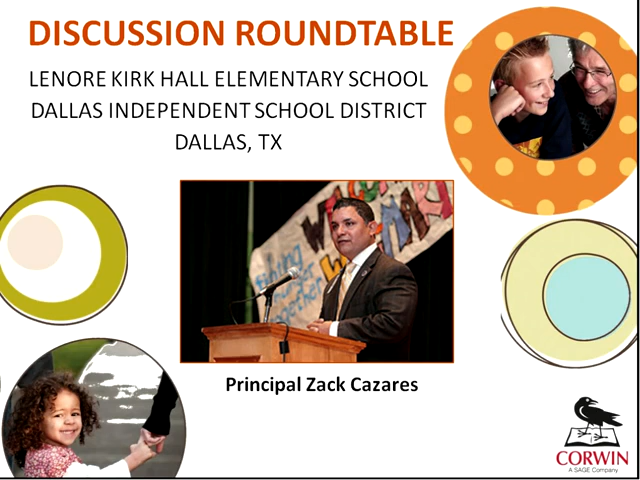 DISCUSSION ROUNDTABLE
LENORE KIRK HALL ELEMENTARY SCHOOL
DALLAS INDEPENDENT SCHOOL DISTRICT
DALLAS, TX
Principal Zack Cazares
CORWIN
A SAGE Company